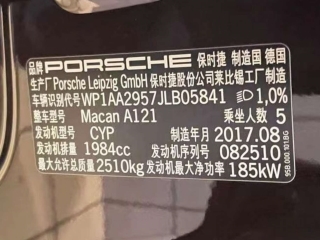 品牌 PORSCHE 保时捷 制造国 德国
生产厂 Porsche Leipzig GmbH 保时捷股份公司莱比锡工厂制造
车辆识别代号 WP1AA2957JLB05841 1,0%
整车型号 Macan A121 乘坐人数 5
发动机型号 CYP 制造年月 2017.08
发动机排量 1984cc 发动机序列号 082510
最大允许总质量 2510kg 发动机最大净功率 185kW
95B.000.101.BG